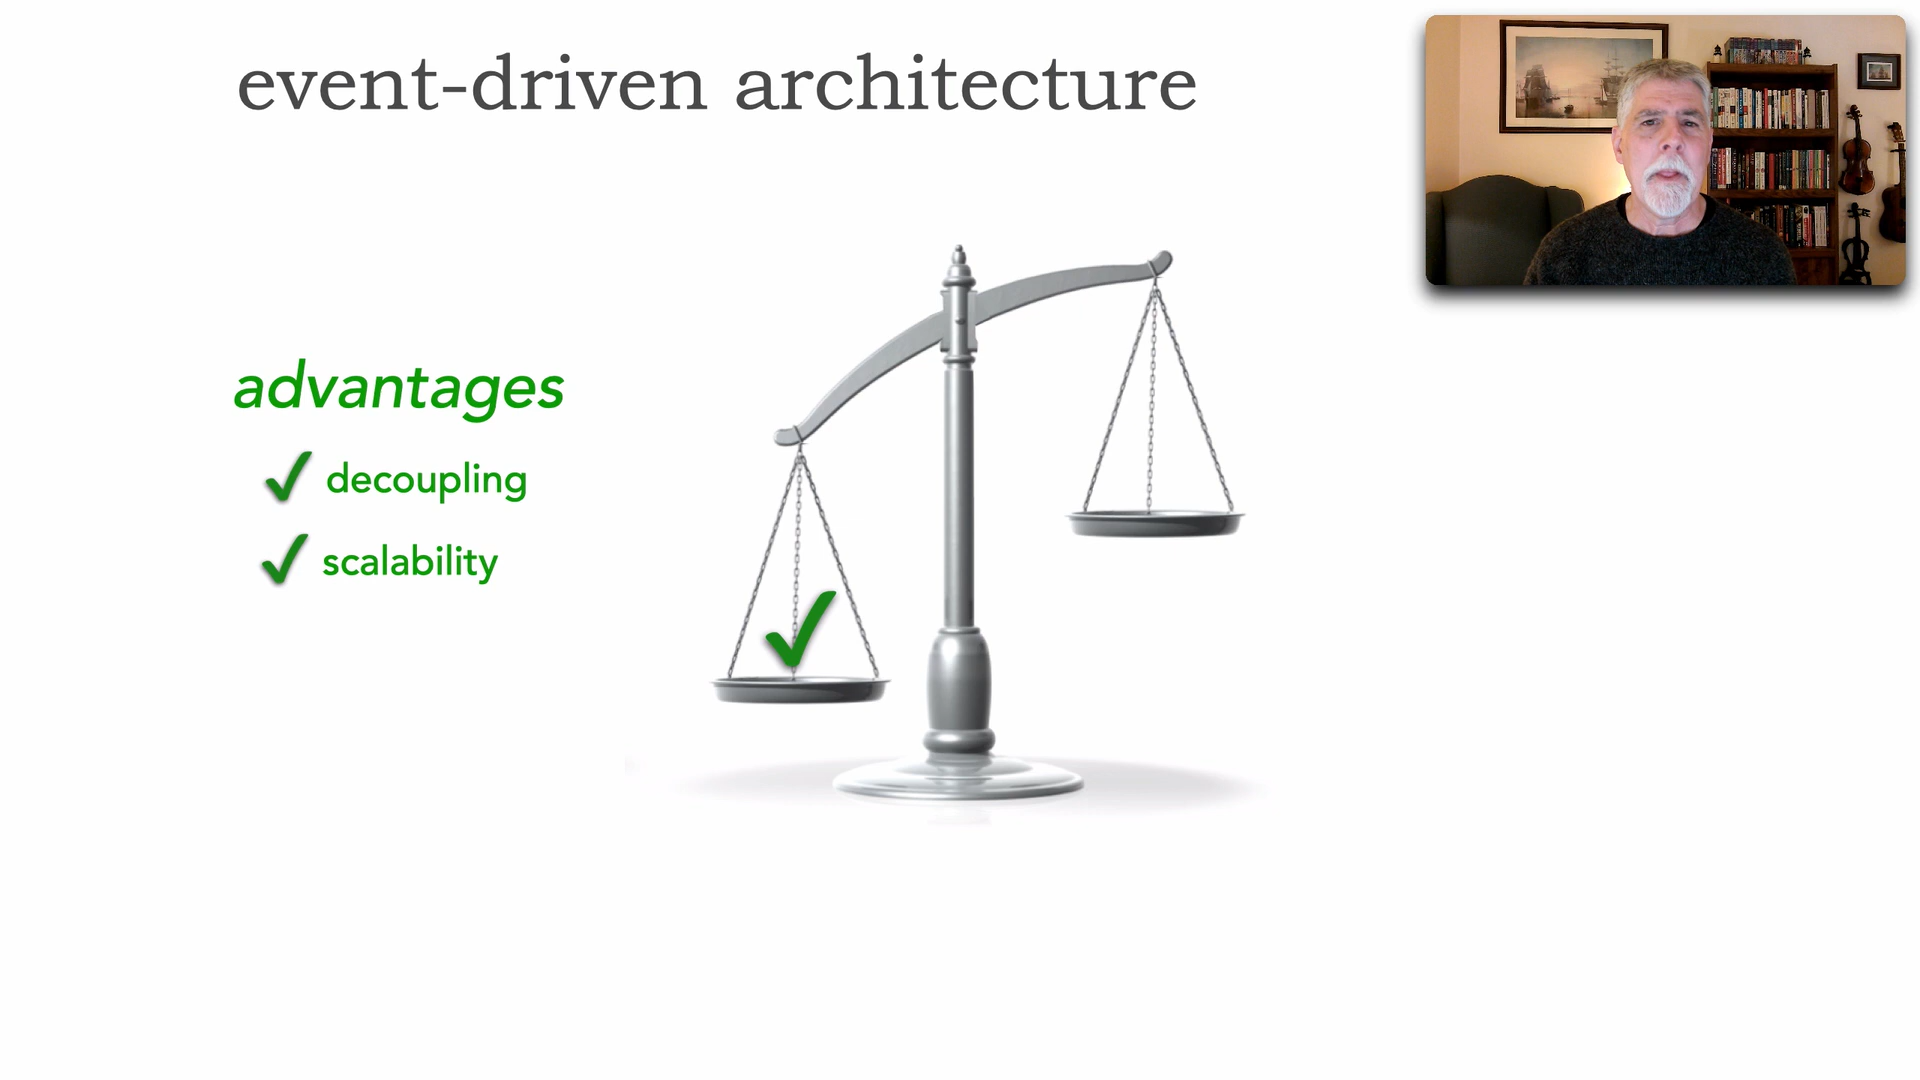 event-driven architecture
advantages
decoupling
scalability